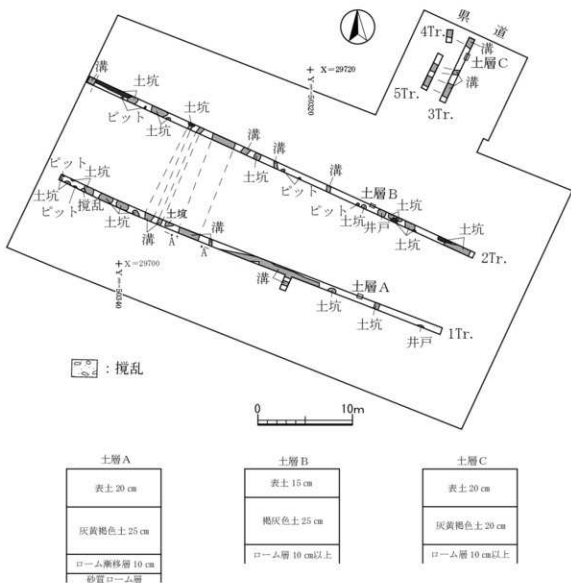 県道
4Tr.
溝
土層C
溝
5Tr.
3Tr.
X=29720
Y=-50320
溝
土坑
ピット
土坑
溝
溝
土坑
ピット
溝
土層B
ピット
土坑
井戸
土坑
土坑
2Tr.
ピット
土坑
土坑
ピット
撹乱
土坑
溝
A
A'
溝
X=29700
Y=-50340
溝
土層A
土坑
土坑
1Tr.
井戸
：撹乱
0 10m
土層A
表土 20 ㎝
灰黄褐色土 25 ㎝
ローム漸移層 10 ㎝
砂質ローム層
土層B
表土 15 ㎝
褐灰色土 25 ㎝
ローム層 10 ㎝以上
土層C
表土 20 ㎝
灰黄褐色土 20 ㎝
ローム層 10 ㎝以上